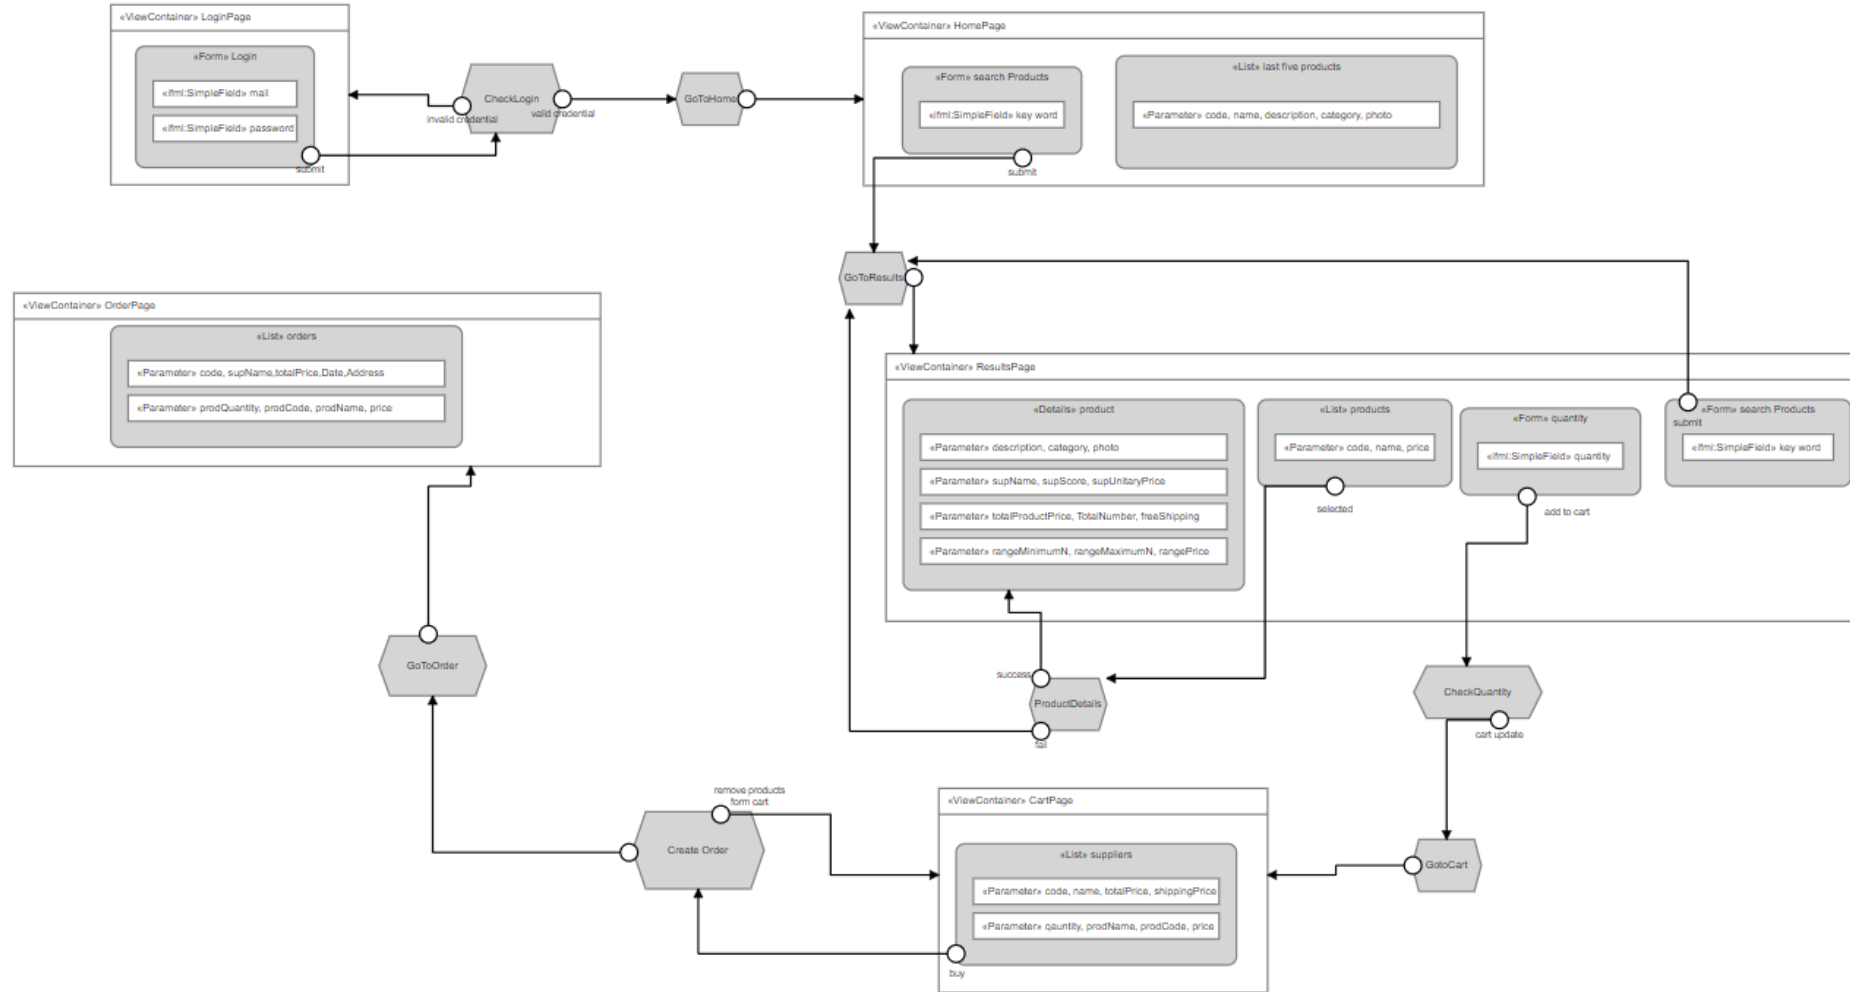 «ViewContainer» LoginPage
«Form» Login
«ifml:SimpleField» mail
«ifml:SimpleField» password
submit
CheckLogin
invalid credential
valid credential
GoToHome
«ViewContainer» HomePage
«Form» search Products
«ifml:SimpleField» key word
submit
«List» last five products
«Parameter» code, name, description, category, photo
GoToResults
«ViewContainer» OrderPage
«List» orders
«Parameter» code, supName,totalPrice,Date,Address
«Parameter» prodQuantity, prodCode, prodName, price
«ViewContainer» ResultsPage
«Details» product
«Parameter» description, category, photo
«Parameter» supName, supScore, supUnitaryPrice
«Parameter» totalProductPrice, TotalNumber, freeShipping
«Parameter» rangeMinimumN, rangeMaximumN, rangePrice
«List» products
«Parameter» code, name, price
selected
«Form» quantity
«ifml:SimpleField» quantity
add to cart
«Form» search Products
submit
«ifml:SimpleField» key word
GoToOrder
success
ProductDetails
fail
CheckQuantity
cart update
remove products
form cart
Create Order
«ViewContainer» CartPage
«List» suppliers
«Parameter» code, name, totalPrice, shippingPrice
«Parameter» qauntity, prodName, prodCode, price
buy
GotoCart